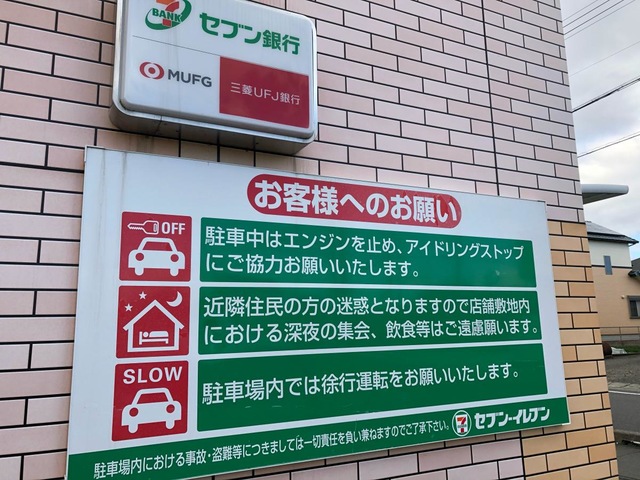 7
BANK
セブン銀行
MUFG
三菱UFJ銀行
お客様へのお願い
OFF
駐車中はエンジンを止め、アイドリングストップ
にご協力お願いいたします。
近隣住民の方の迷惑となりますので店舗敷地内
における深夜の集会、飲食等はご遠慮願います。
SLOW
駐車場内では徐行運転をお願いいたします。
セブン-イレブン
駐車場内における事故・盗難等につきましては一切責任を負い兼ねますのでご了承下さい。